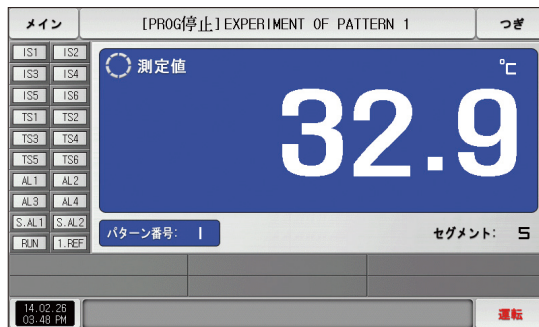 メイン [PROG停止]EXPERIMENT OF PATTERN 1 つぎ
IS1 IS2
IS3 IS4
IS5 IS6
TS1 TS2
TS3 TS4
TS5 TS6
AL1 AL2
AL3 AL4
S.AL1 S.AL2
RUN 1.REF
測定値 ℃
32.9
パターン番号: 1 セグメント: 5
14.02.26
03:48 PM
運転